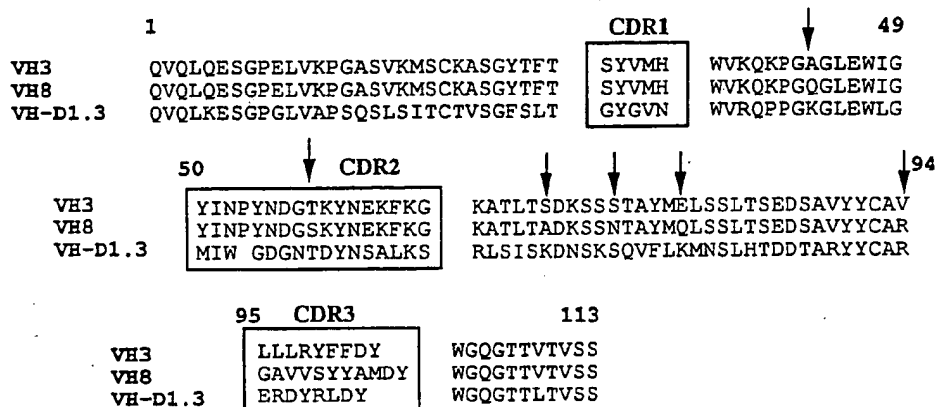 1 CDR1 49
VH3 QVQLQESGPELVKPGASVKMSCKASGYTFT SYVMH WVKQKPGAGLEWIG
VH8 QVQLQESGPELVKPGASVKMSCKASGYTFT SYVMH WVKQKPGQGLEWIG
VH-D1.3 QVQLKESGPGLVAPSQSLSITCTVSGFSLT GYGVN WVRQPPGKGLEWLG
50 CDR2 94
VH3 YINPYNDGTKYNEKFKG KATLTSDKSSSTAYMELSSLTSEDSAVYYCAV
VH8 YINPYNDGSKYNEKFKG KATLTADKSSNTAYMQLSSLTSEDSAVYYCAR
VH-D1.3 MIW GDGNTDYNSALKS RLSISKDNSKSQVFLKMNSLHTDDTARYYCAR
95 CDR3 113
VH3 LLLRYFFDY WGQGTTVTVSS
VH8 GAVVSYYAMDY WGQGTTVTVSS
VH-D1.3 ERDYRLDY WGQGTTLTVSS